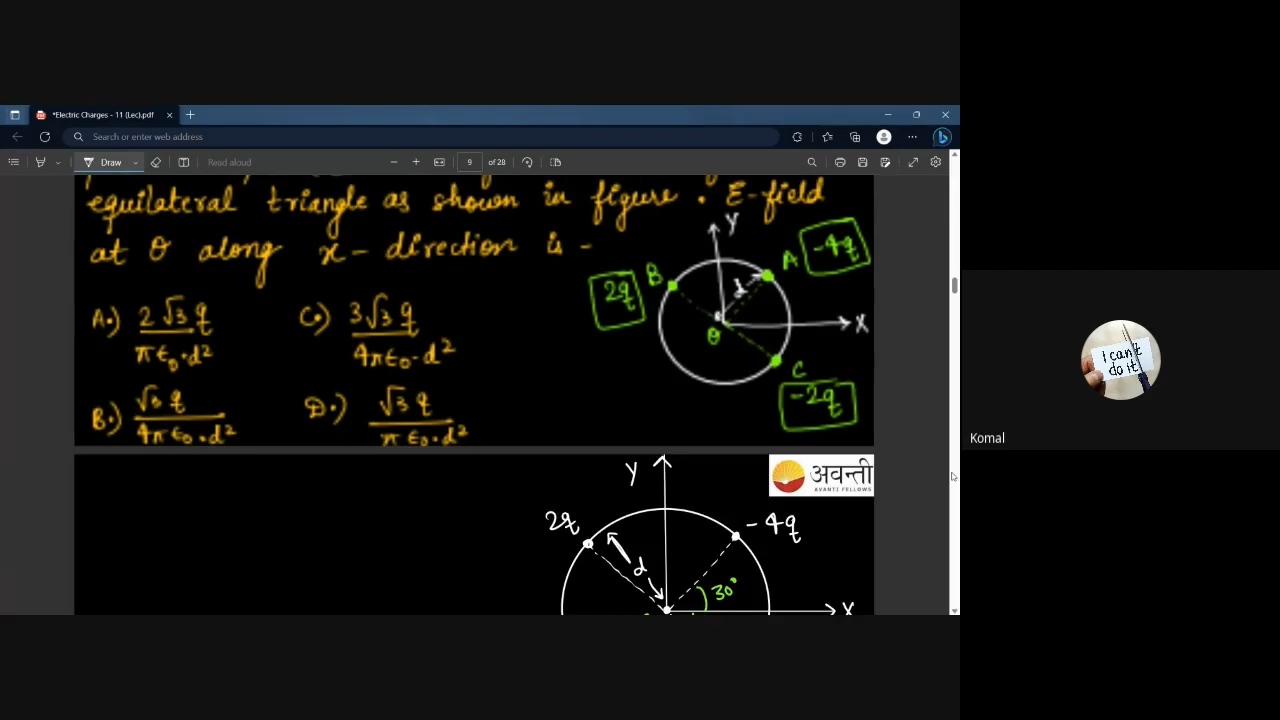 *Electric Charges - 11 (Lec).pdf
Search or enter web address
Draw
Read aloud
9 of 28
equilateral triangle as shown in figure. E-field
at θ along x-direction is -
A.) 2√3 q / πε₀.d²
C.) 3√3 q / 4πε₀.d²
B.) √3 q / 4πε₀.d²
D.) √3 q / πε₀.d²
Y
A -4q
B 2q
d
X
θ
C
-2q
Y
अवन्ती
AVANTI FELLOWS
2q
-4q
d
30°
X
I can't
do it!
Komal